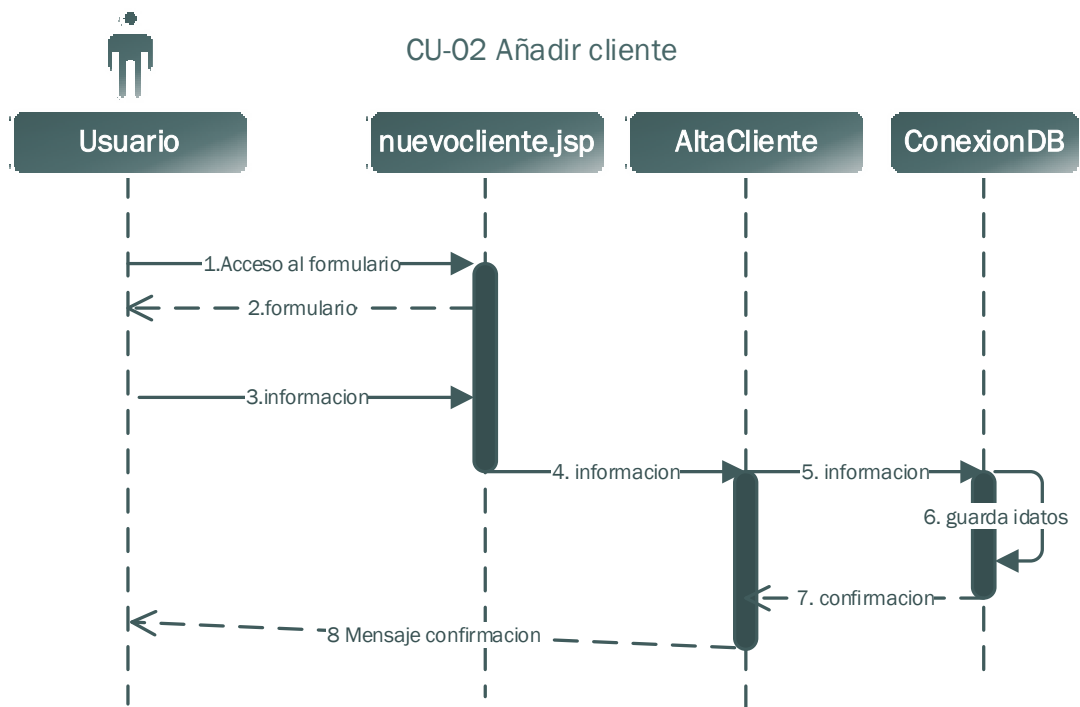 CU-02 Añadir cliente
Usuario
nuevocliente.jsp
AltaCliente
ConexionDB
1.Acceso al formulario
2.formulario
3.informacion
4. informacion
5. informacion
6. guarda idatos
7. confirmacion
8 Mensaje confirmacion